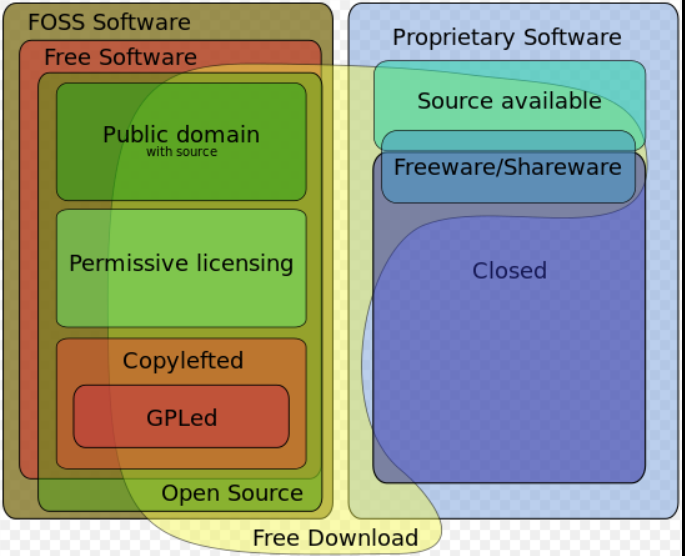 FOSS Software
Free Software
Public domain
with source
Permissive licensing
Copylefted
GPLed
Open Source
Proprietary Software
Source available
Freeware/Shareware
Closed
Free Download